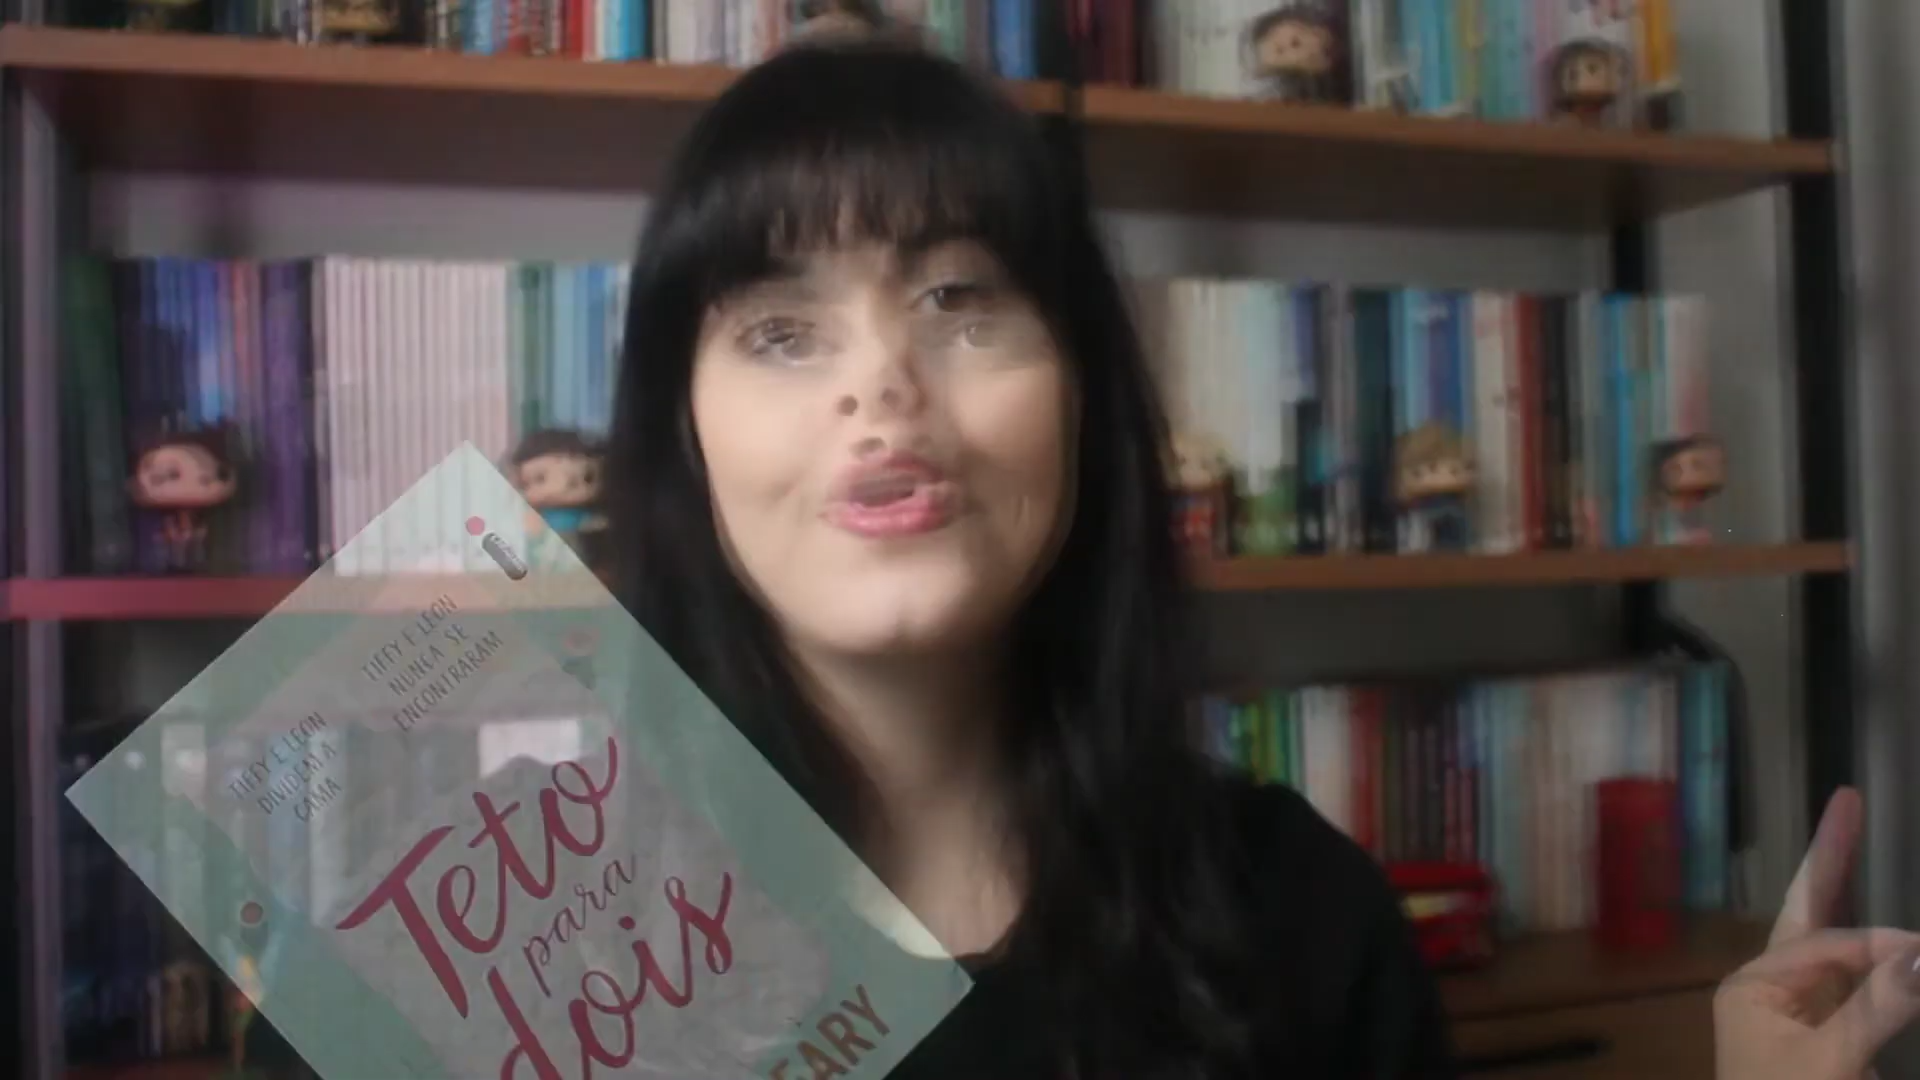 TIFFY E LEON
DIVIDEM A
CAMA
TIFFY E LEON
NUNCA SE
ENCONTRARAM
Teto
para
dois
EARY